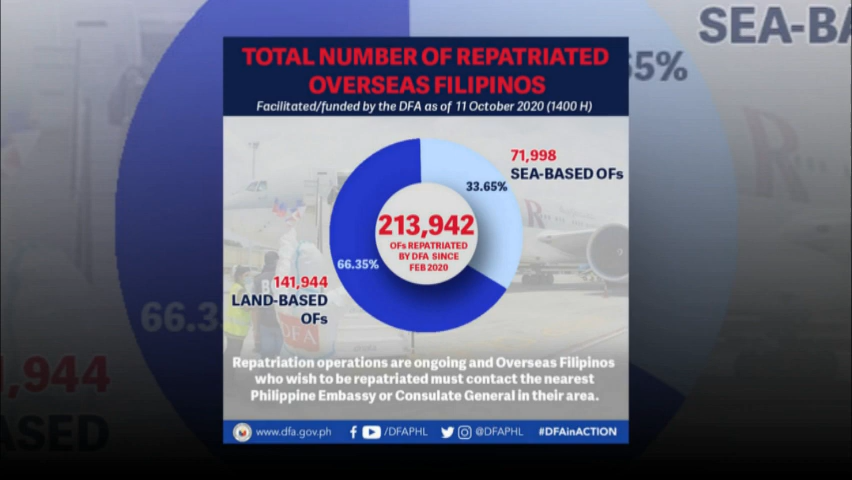 TOTAL NUMBER OF REPATRIATED
OVERSEAS FILIPINOS
Facilitated/funded by the DFA as of 11 October 2020 (1400 H)
71,998
SEA-BASED OFs
33.65%
213,942
OFs REPATRIATED
BY DFA SINCE
FEB 2020
66.35%
141,944
LAND-BASED
OFs
Repatriation operations are ongoing and Overseas Filipinos
who wish to be repatriated must contact the nearest
Philippine Embassy or Consulate General in their area.
www.dfa.gov.ph /DFAPHL @DFAPHL #DFAinACTION
SEA-BA
65%
66.3
1,944
ASED
DFA